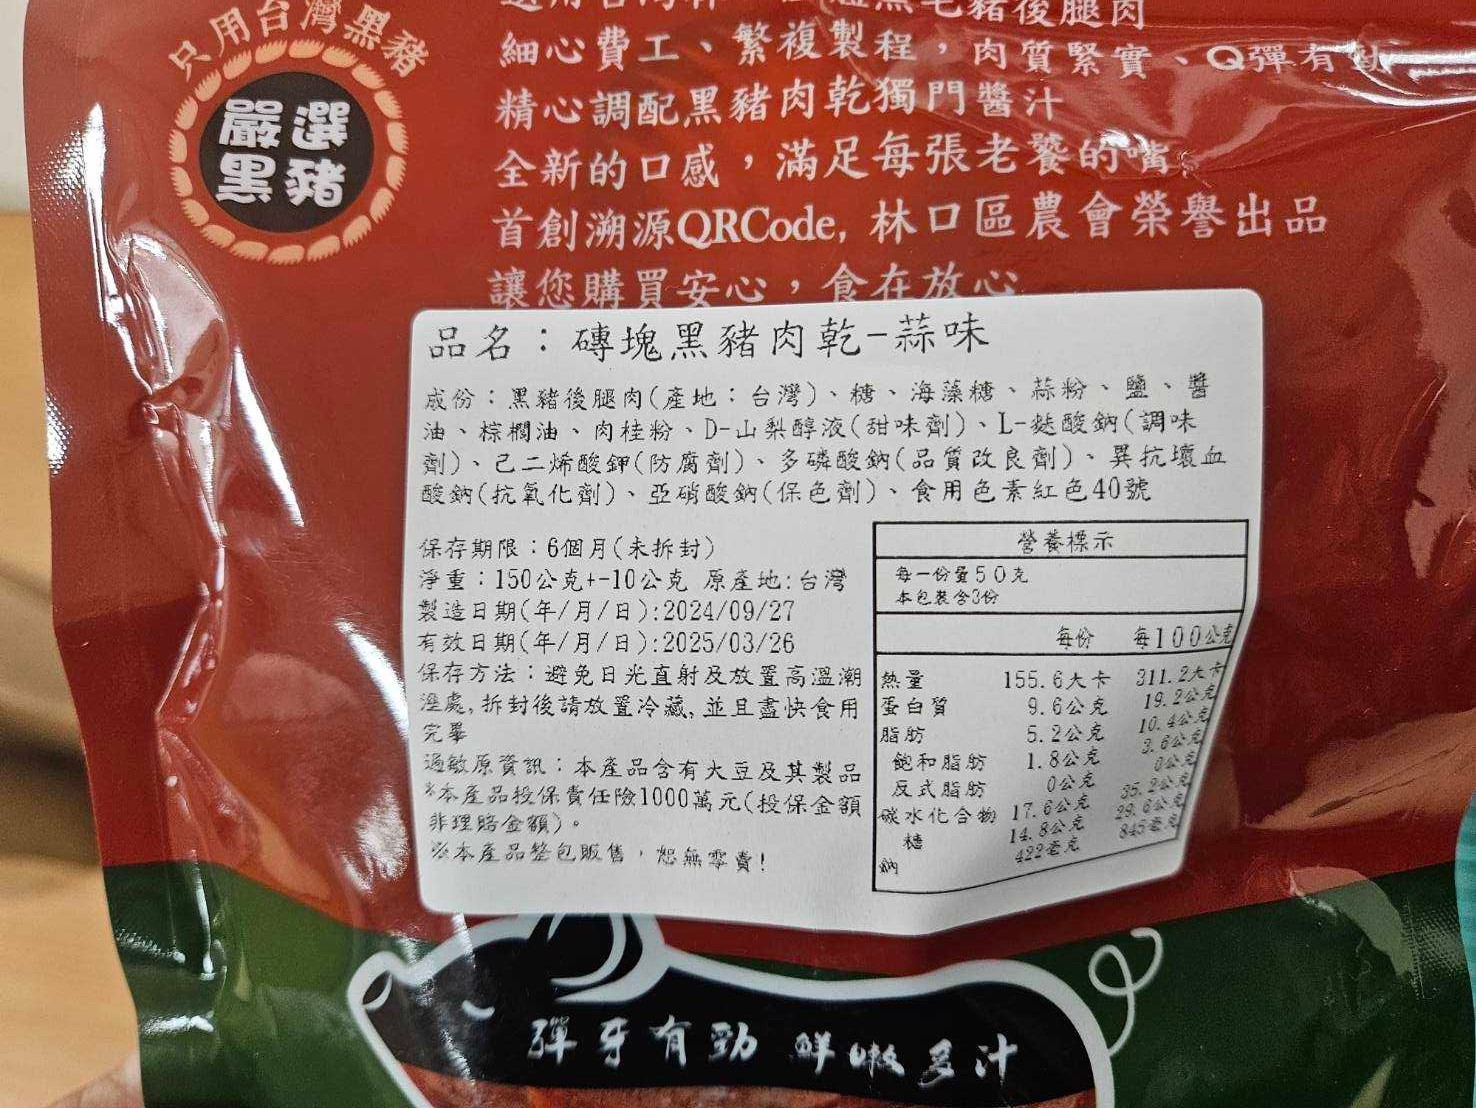 只用台灣黑豬
嚴選
黑豬
豬後腿肉
細心費工、繁複製程，肉質緊實、Q彈有勁
精心調配黑豬肉乾獨門醬汁
全新的口感，滿足每張老饕的嘴
首創溯源QRCode, 林口區農會榮譽出品
讓您購買安心，食在放心
品名：磚塊黑豬肉乾-蒜味
成份：黑豬後腿肉(產地：台灣)、糖、海藻糖、蒜粉、鹽、醬
油、棕櫚油、肉桂粉、D-山梨醇液(甜味劑)、L-麩酸鈉(調味
劑)、己二烯酸鉀(防腐劑)、多磷酸鈉(品質改良劑)、異抗壞血
酸鈉(抗氧化劑)、亞硝酸鈉(保色劑)、食用色素紅色40號
保存期限：6個月(未拆封)
淨重：150公克+-10公克 原產地:台灣
製造日期(年/月/日):2024/09/27
有效日期(年/月/日):2025/03/26
保存方法：避免日光直射及放置高溫潮
溼處,拆封後請放置冷藏,並且盡快食用
完畢
過敏原資訊：本產品含有大豆及其製品
*本產品投保責任險1000萬元(投保金額
非理賠金額)。
※本產品整包販售，恕無零賣!
營養標示
每一份量50克
本包裝含3份
每份 每100公克
熱量 155.6大卡 311.2大卡
蛋白質 9.6公克 19.2公克
脂肪 5.2公克 10.4公克
飽和脂肪 1.8公克 3.6公克
反式脂肪 0公克 0公克
碳水化合物 17.6公克 35.2公克
糖 14.8公克 29.6公克
鈉 422毫克 845毫克
彈牙有勁 鮮嫩多汁